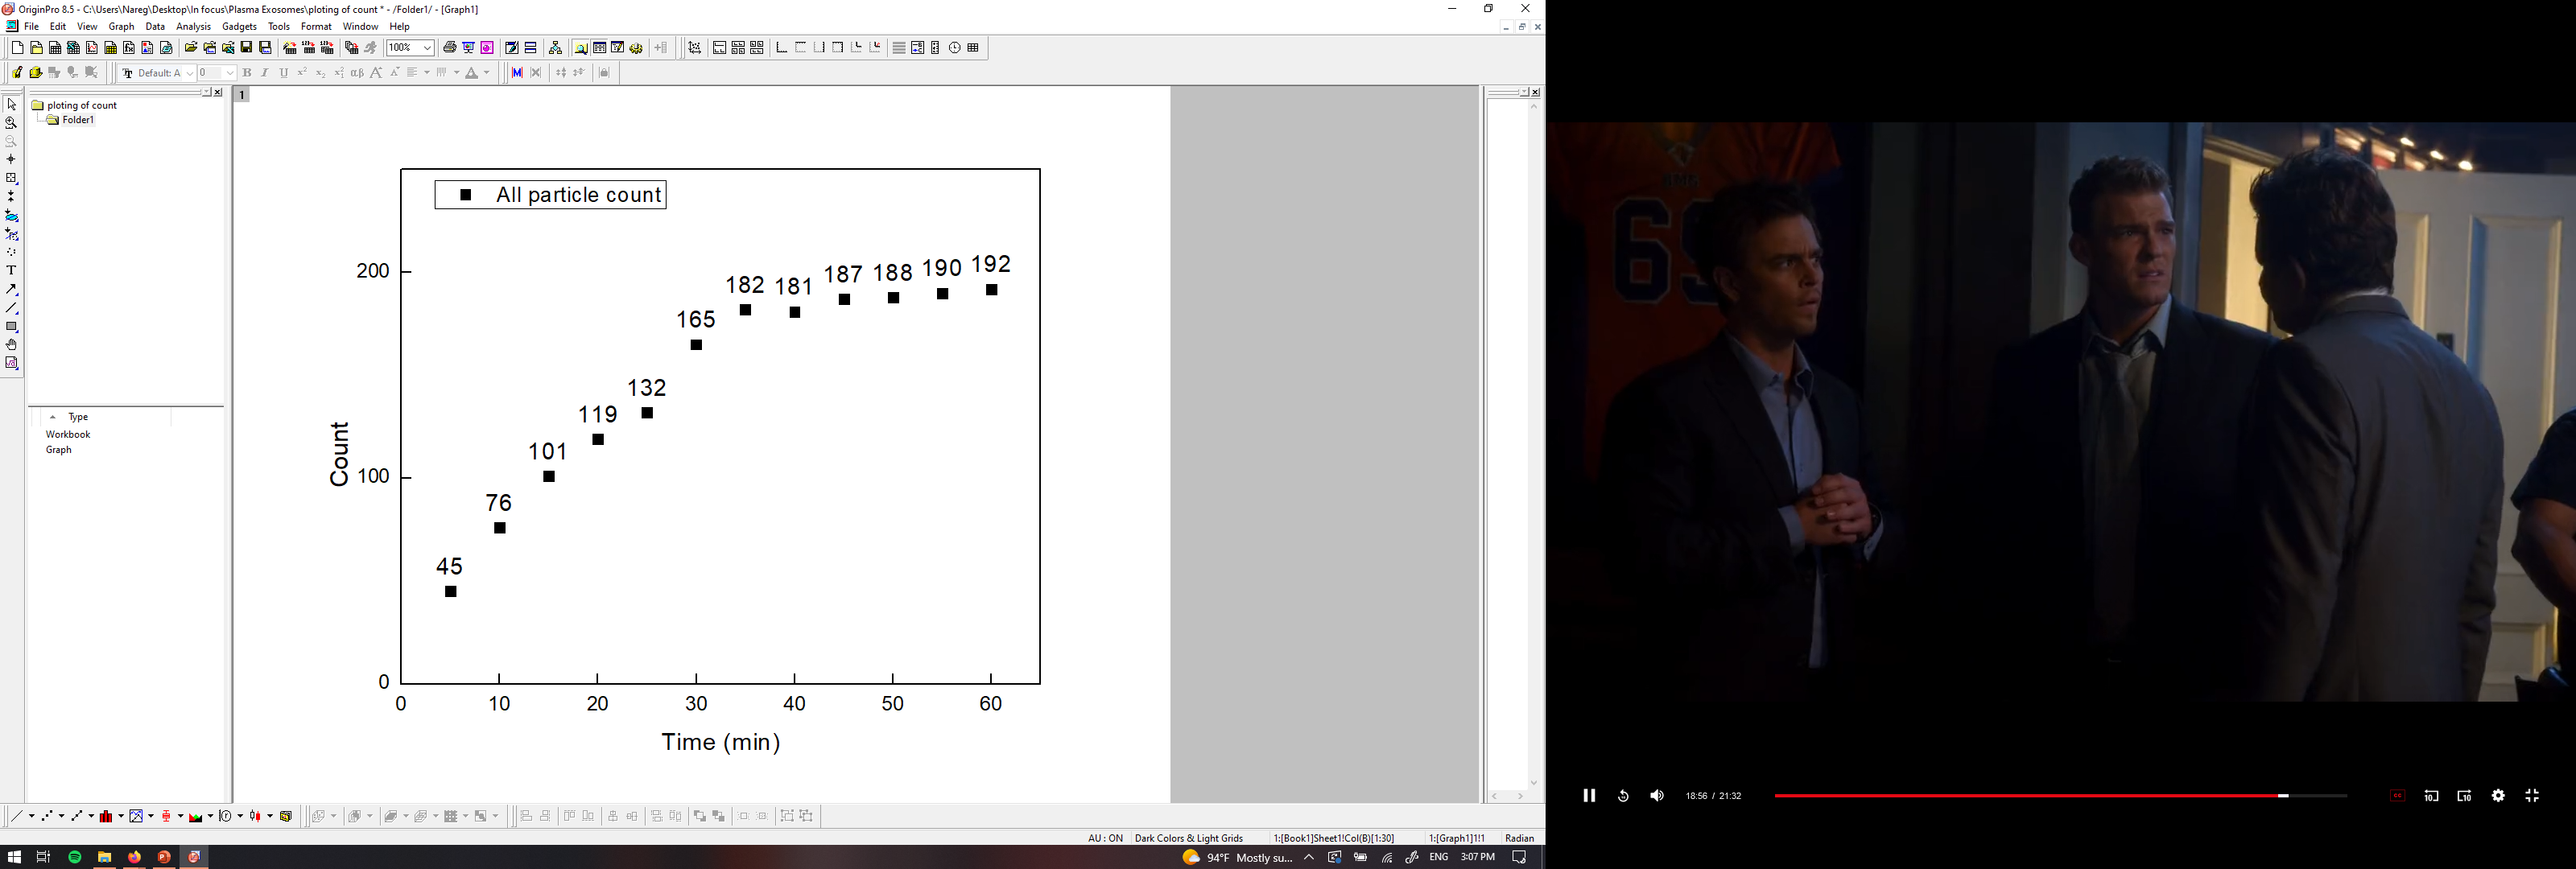 OriginPro 8.5 - C:\Users\Nareg\Desktop\In focus\Plasma Exosomes\ploting of count * - /Folder1/ - [Graph1]
File Edit View Graph Data Analysis Gadgets Tools Format Window Help
100%
Default: A 0 B I U
ploting of count
Folder1
Type
Workbook
Graph
1
All particle count
Count
200
100
0
45
76
101
119
132
165
182
181
187
188
190
192
0 10 20 30 40 50 60
Time (min)
AU : ON Dark Colors & Light Grids 1:[Book1]Sheet1!Col(B)[1:30] 1:[Graph1]1!1 Radian
94°F Mostly su... ENG 3:07 PM
69
18:56 / 21:32
CC
10
10